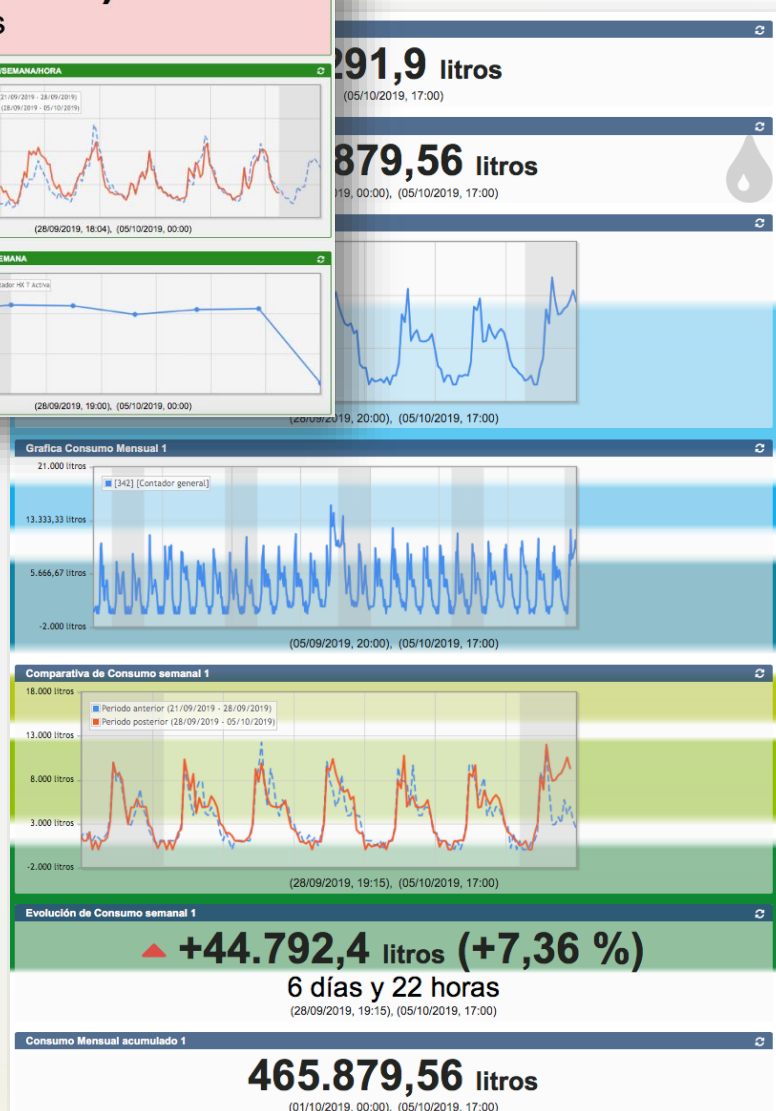 s
/SEMANA/HORA
21/09/2019 - 28/09/2019)
(28/09/2019 - 05/10/2019)
(28/09/2019, 18:04), (05/10/2019, 00:00)
EMANA
tador HK 7 Activa
(28/09/2019, 19:00), (05/10/2019, 00:00)
291,9 litros
(05/10/2019, 17:00)
879,56 litros
019, 00:00), (05/10/2019, 17:00)
(28/09/2019, 20:00), (05/10/2019, 17:00)
Grafica Consumo Mensual 1
21.000 litros
[342] [Contador general]
13.333,33 litros
5.666,67 litros
-2.000 litros
(05/09/2019, 20:00), (05/10/2019, 17:00)
Comparativa de Consumo semanal 1
18.000 litros
Periodo anterior (21/09/2019 - 28/09/2019)
Periodo posterior (28/09/2019 - 05/10/2019)
13.000 litros
8.000 litros
3.000 litros
-2.000 litros
(28/09/2019, 19:15), (05/10/2019, 17:00)
Evolución de Consumo semanal 1
+44.792,4 litros (+7,36 %)
6 días y 22 horas
(28/09/2019, 19:15), (05/10/2019, 17:00)
Consumo Mensual acumulado 1
465.879,56 litros
(01/10/2019, 00:00), (05/10/2019, 17:00)